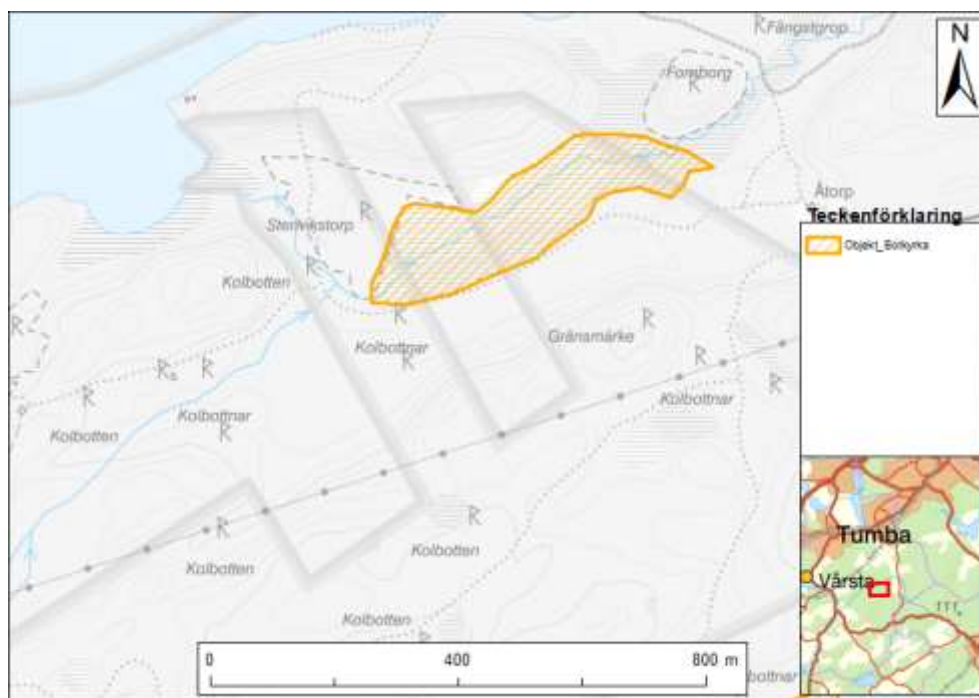 Fångstgrop
N
Fornborg
Åtorp
Teckenförklaring
Objekt_Botkyrka
Stenvikstorp
Kolbotten
Kolbottnar
Gränsmärke
Kolbottnar
Kolbottnar
Kolbotten
Kolbotten
Kolbotten
Kolbotten
Tumba
Vårsta
0 400 800 m